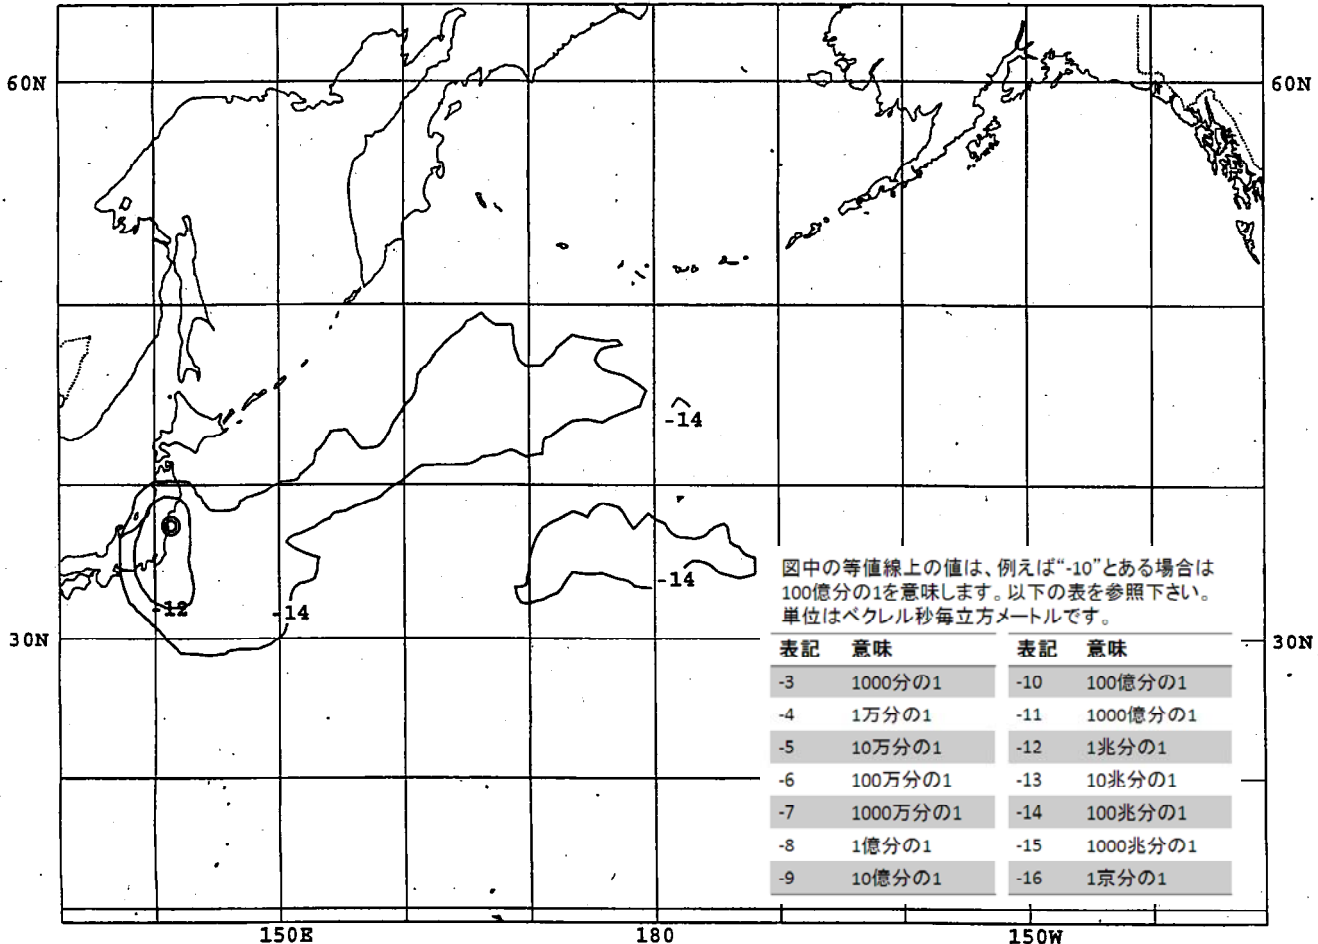 60N
60N
-14
-14
-12
-14
図中の等値線上の値は、例えば“-10”とある場合は
100億分の1を意味します。以下の表を参照下さい。
単位はベクレル秒毎立方メートルです。
30N
30N
表記 意味 表記 意味
-3 1000分の1 -10 100億分の1
-4 1万分の1 -11 1000億分の1
-5 10万分の1 -12 1兆分の1
-6 100万分の1 -13 10兆分の1
-7 1000万分の1 -14 100兆分の1
-8 1億分の1 -15 1000兆分の1
-9 10億分の1 -16 1京分の1
150E 180 150W